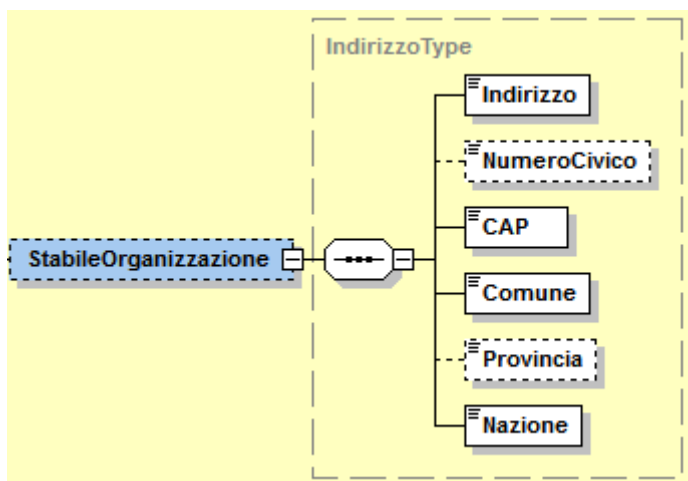 IndirizzoType
Indirizzo
NumeroCivico
CAP
StabileOrganizzazione
Comune
Provincia
Nazione